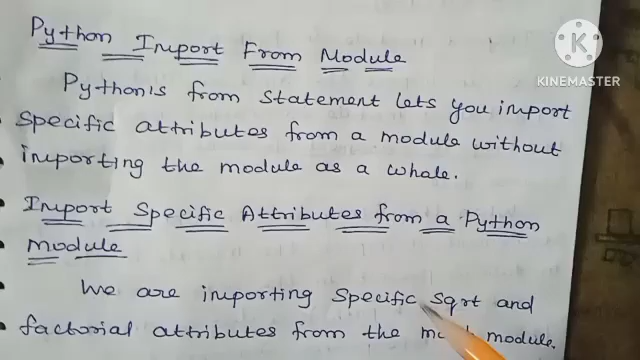 Python Import From Module
KINEMASTER
Python's from statement lets you import
specific attributes from a module without
importing the module as a whale.
Import Specific Attributes from a Python
module
We are importing specific sqrt and
factorial attributes from the module.